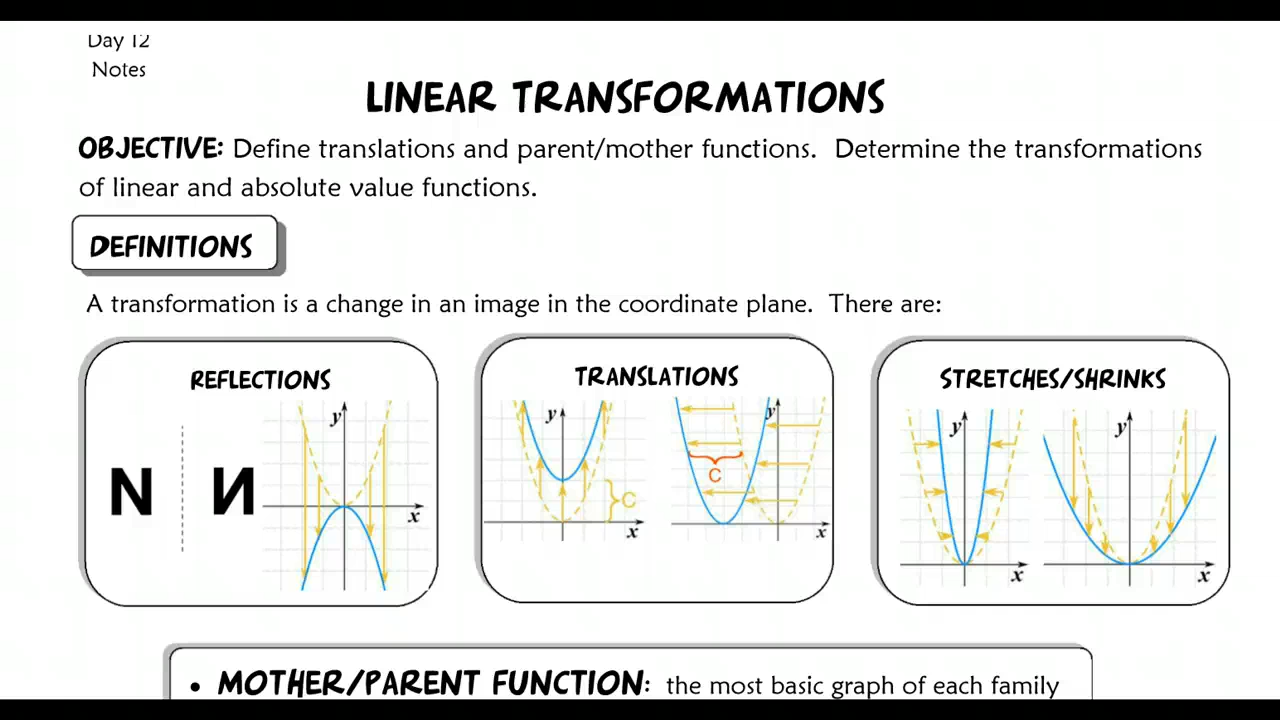 Day 12
Notes
LINEAR TRANSFORMATIONS
OBJECTIVE: Define translations and parent/mother functions. Determine the transformations
of linear and absolute value functions.
DEFINITIONS
A transformation is a change in an image in the coordinate plane. There are:
REFLECTIONS
N
И
y
x
TRANSLATIONS
y
C
x
y
C
x
STRETCHES/SHRINKS
y
x
y
x
• MOTHER/PARENT FUNCTION: the most basic graph of each family